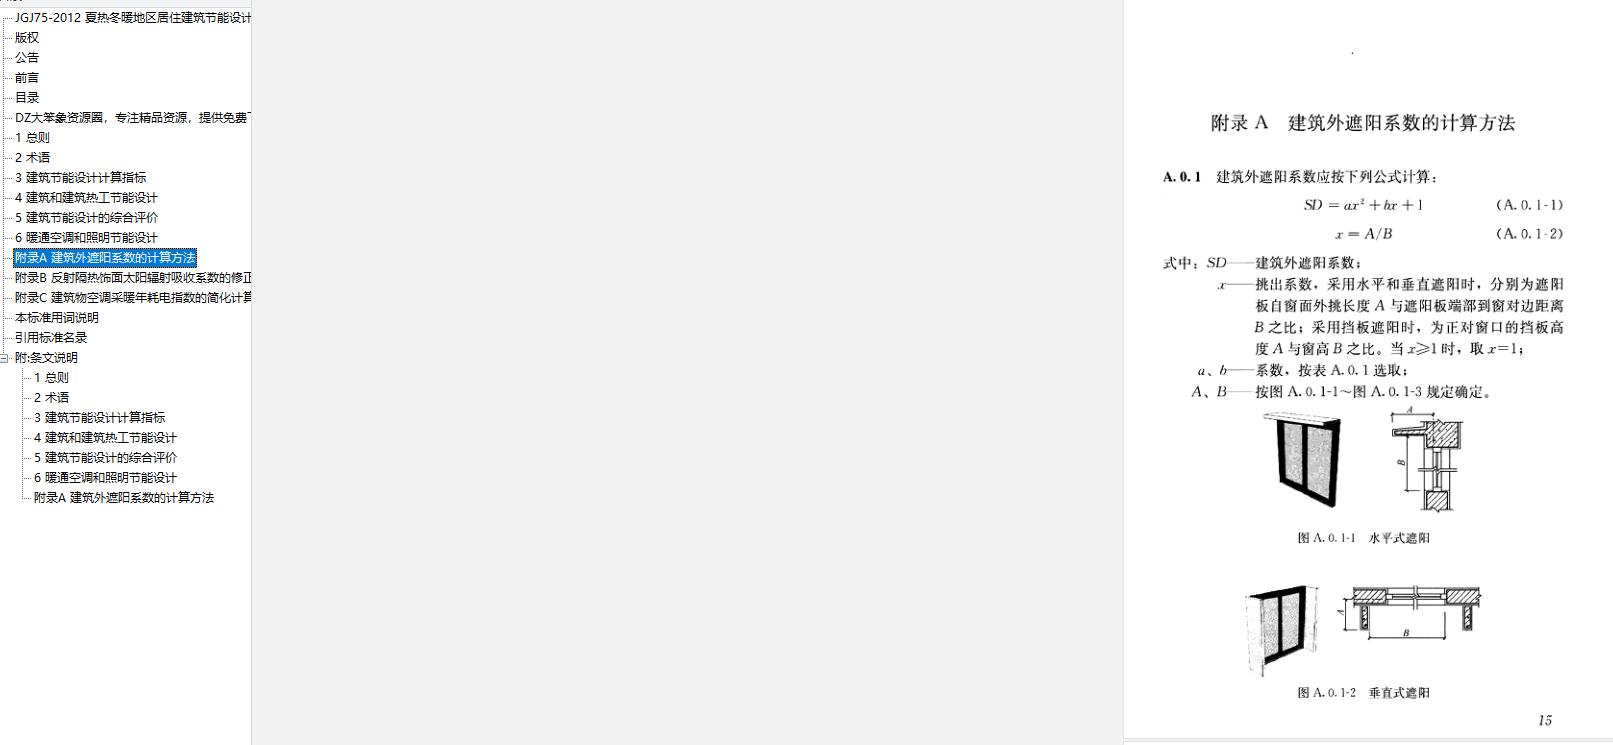 JGJ75-2012 夏热冬暖地区居住建筑节能设计
版权
公告
前言
目录
DZ大笨象资源圈，专注精品资源，提供免费
1 总则
2 术语
3 建筑节能设计计算指标
4 建筑和建筑热工节能设计
5 建筑节能设计的综合评价
6 暖通空调和照明节能设计
附录A 建筑外遮阳系数的计算方法
附录B 反射隔热饰面太阳辐射吸收系数的修正
附录C 建筑物空调采暖年耗电指数的简化计算
本标准用词说明
引用标准名录
附:条文说明
1 总则
2 术语
3 建筑节能设计计算指标
4 建筑和建筑热工节能设计
5 建筑节能设计的综合评价
6 暖通空调和照明节能设计
附录A 建筑外遮阳系数的计算方法
附录 A 建筑外遮阳系数的计算方法
A.0.1 建筑外遮阳系数应按下列公式计算：
SD = ax² + bx + 1 （A.0.1-1）
x = A/B （A.0.1-2）
式中：SD——建筑外遮阳系数；
x——挑出系数，采用水平和垂直遮阳时，分别为遮阳
板自窗面外挑长度 A 与遮阳板端部到窗对边距离
B 之比；采用挡板遮阳时，为正对窗口的挡板高
度 A 与窗高 B 之比。当 x≥1 时，取 x=1；
a、b——系数，按表 A.0.1 选取；
A、B——按图 A.0.1-1～图 A.0.1-3 规定确定。
A
B
图 A.0.1-1 水平式遮阳
A
B
图 A.0.1-2 垂直式遮阳
15